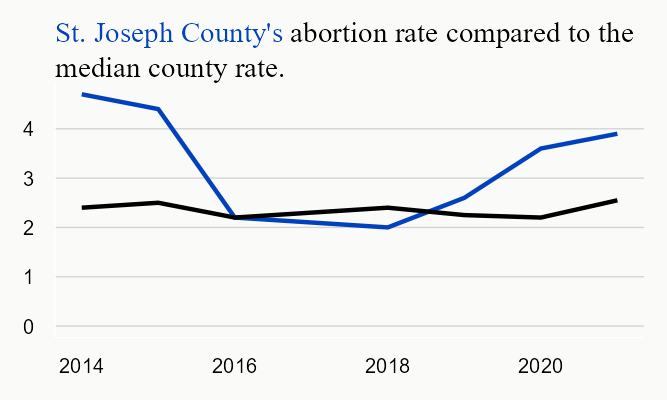 St. Joseph County's abortion rate compared to the
median county rate.
4
3
2
1
0
2014 2016 2018 2020